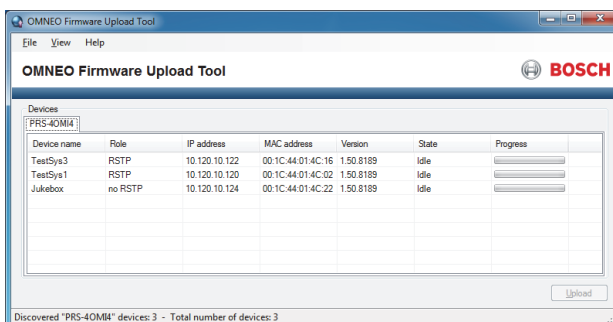 OMNEO Firmware Upload Tool
File View Help
OMNEO Firmware Upload Tool
BOSCH
Devices
PRS-4OMI4
Device name Role IP address MAC address Version State Progress
TestSys3 RSTP 10.120.10.122 00:1C:44:01:4C:16 1.50.8189 Idle
TestSys1 RSTP 10.120.10.120 00:1C:44:01:4C:02 1.50.8189 Idle
Jukebox no RSTP 10.120.10.124 00:1C:44:01:4C:22 1.50.8189 Idle
Upload
Discovered "PRS-4OMI4" devices: 3 - Total number of devices: 3